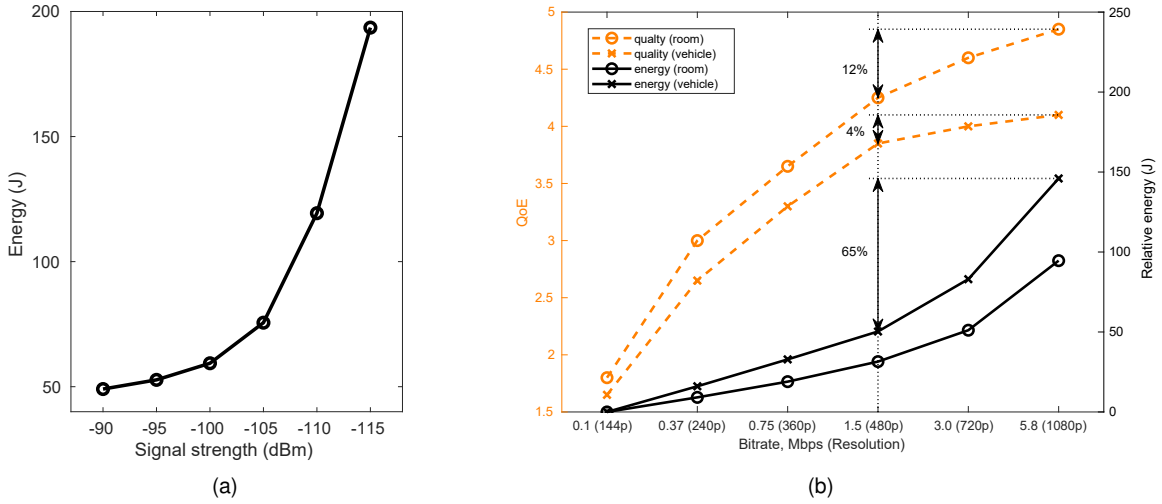 200
150
100
50
Energy (J)
-90 -95 -100 -105 -110 -115
Signal strength (dBm)
(a)
5
4.5
4
3.5
3
2.5
2
1.5
QoE
qualty (room)
quality (vehicle)
energy (room)
energy (vehicle)
12%
4%
65%
250
200
150
100
50
0
Relative energy (J)
0.1 (144p) 0.37 (240p) 0.75 (360p) 1.5 (480p) 3.0 (720p) 5.8 (1080p)
Bitrate, Mbps (Resolution)
(b)